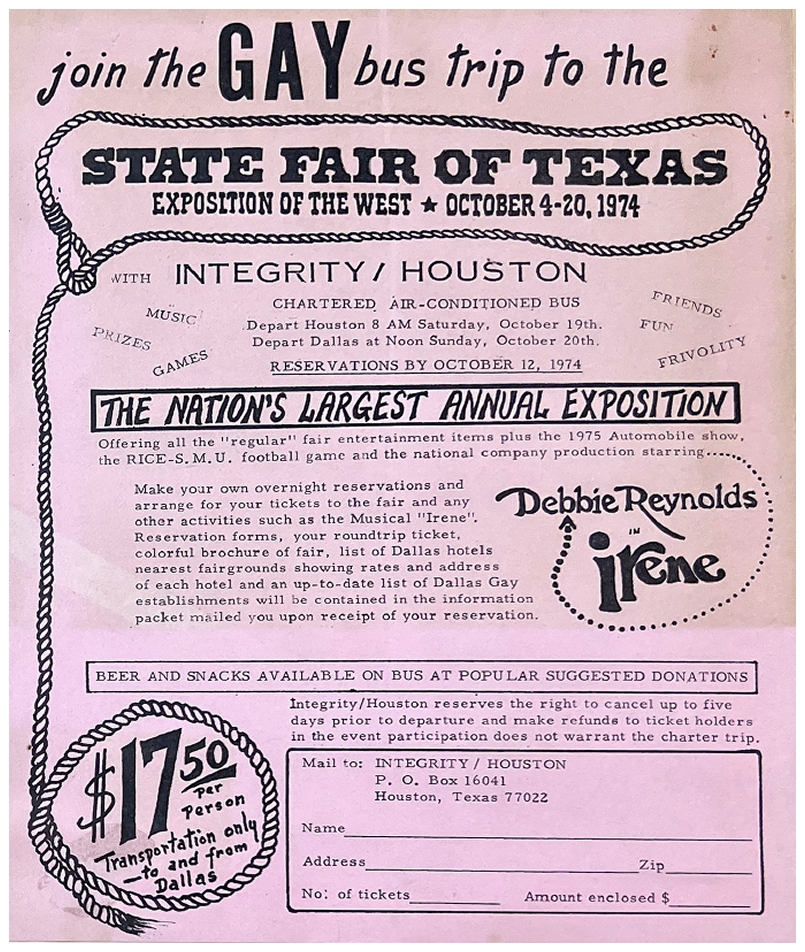 join the GAY bus trip to the
STATE FAIR OF TEXAS
EXPOSITION OF THE WEST ★ OCTOBER 4-20, 1974
WITH INTEGRITY / HOUSTON
MUSIC
PRIZES
GAMES
CHARTERED AIR-CONDITIONED BUS
Depart Houston 8 AM Saturday, October 19th.
Depart Dallas at Noon Sunday, October 20th.
RESERVATIONS BY OCTOBER 12, 1974
FRIENDS
FUN
FRIVOLITY
THE NATION'S LARGEST ANNUAL EXPOSITION
Offering all the "regular" fair entertainment items plus the 1975 Automobile show,
the RICE-S.M.U. football game and the national company production starring.....
Make your own overnight reservations and
arrange for your tickets to the fair and any
other activities such as the Musical "Irene".
Reservation forms, your roundtrip ticket,
colorful brochure of fair, list of Dallas hotels
nearest fairgrounds showing rates and address
of each hotel and an up-to-date list of Dallas Gay
establishments will be contained in the information
packet mailed you upon receipt of your reservation.
Debbie Reynolds
IN
irene
BEER AND SNACKS AVAILABLE ON BUS AT POPULAR SUGGESTED DONATIONS
Integrity/Houston reserves the right to cancel up to five
days prior to departure and make refunds to ticket holders
in the event participation does not warrant the charter trip.
$17.50
per
person
Transportation only
—to and from
Dallas
Mail to: INTEGRITY / HOUSTON
P. O. Box 16041
Houston, Texas 77022
Name
Address Zip
No: of tickets Amount enclosed $